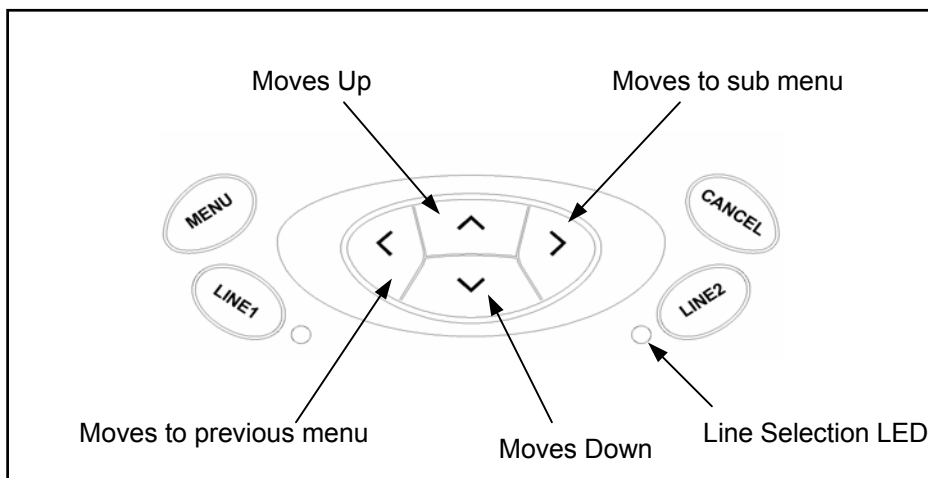 Moves Up
Moves to sub menu
MENU
CANCEL
LINE1
LINE2
Moves to previous menu
Moves Down
Line Selection LED